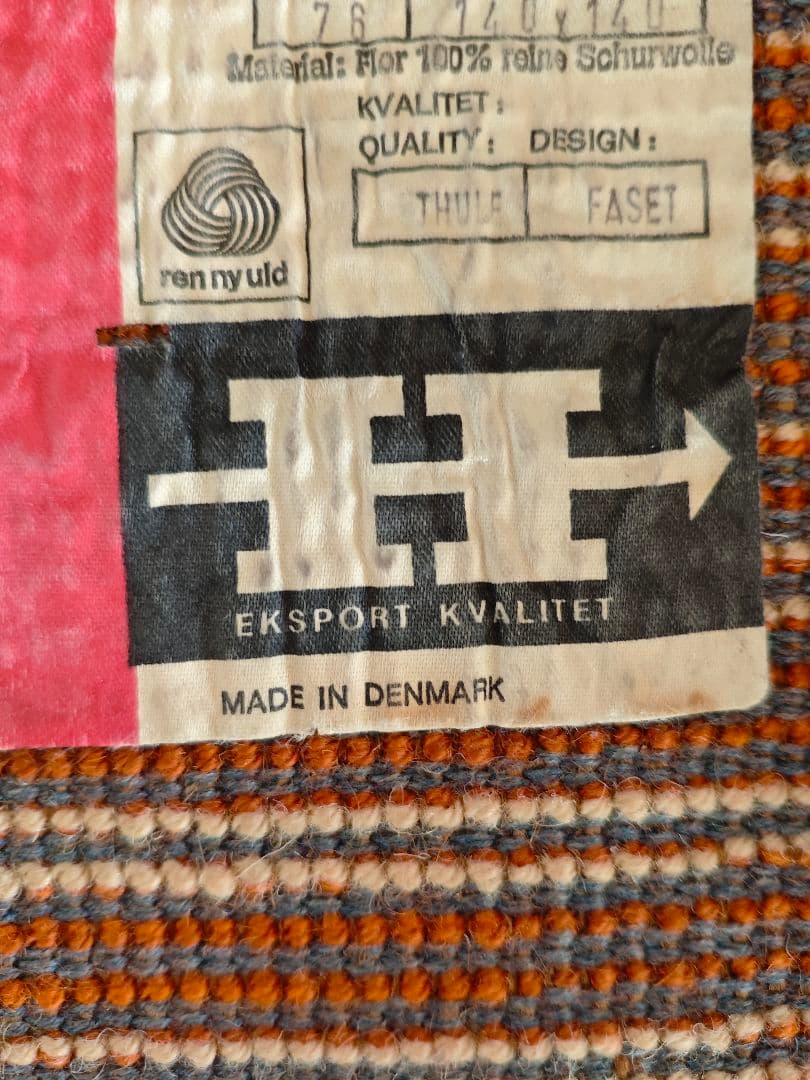 76 140x140
Material: Flor 100% reine Schurwolle
KVALITET:
QUALITY: DESIGN:
THULE FASET
ren ny uld
H
EKSPORT KVALITET
MADE IN DENMARK